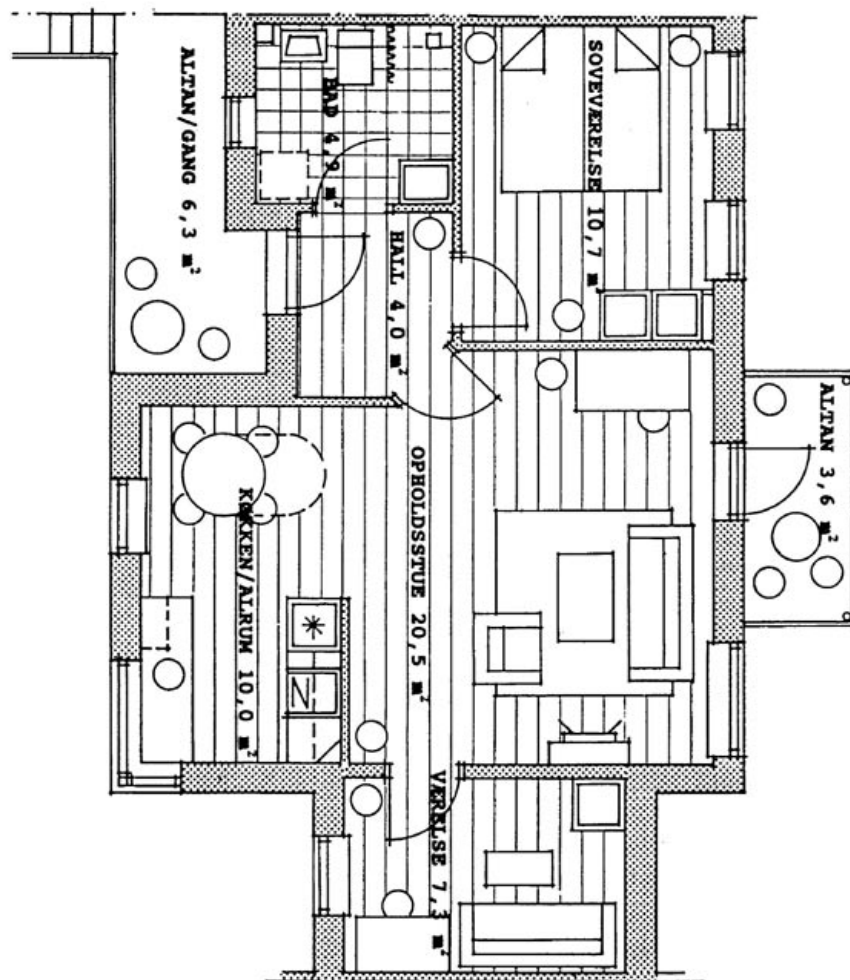 ALTAN/GANG 6,3 m²
BAD 4,9 m²
SOVEVÆRELSE 10,7 m²
HALL 4,0 m²
ALTAN 3,6 m²
OPHOLDSSTUE 20,5 m²
KØKKEN/ALRUM 10,0 m²
VÆRELSE 7,3 m²